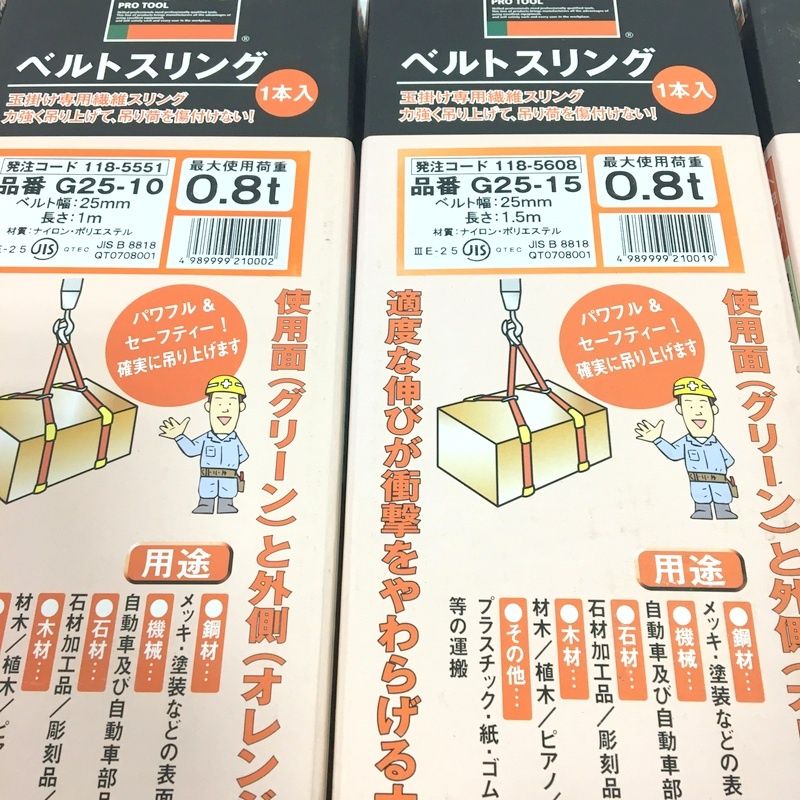 PRO TOOL
ベルトスリング
1本入
玉掛け専用繊維スリング
力強く吊り上げて、吊り荷を傷付けない!
発注コード 118-5551
品番 G25-10
ベルト幅:25mm
長さ:1m
材質:ナイロン・ポリエステル
E-25 JIS QTEC JIS B 8818
QT0708001
最大使用荷重
0.8t
4 989999 210002
パワフル &
セーフティー!
確実に吊り上げます
使用面(グリーン)と外側(オレンジ
用途
●鋼材…
メッキ・塗装などの表面
●機械…
自動車及び自動車部品
●石材…
石材加工品/彫刻品
●木材…
材木/植木/ピア
PRO TOOL
®
ベルトスリング
1本入
玉掛け専用繊維スリング
力強く吊り上げて、吊り荷を傷付けない!
発注コード 118-5608
品番 G25-15
ベルト幅:25mm
長さ:1.5m
材質:ナイロン・ポリエステル
ⅢE-25 JIS QTEC JIS B 8818
QT0708001
最大使用荷重
0.8t
4 989999 210019
パワフル &
セーフティー!
確実に吊り上げます
使用面(グリーン)と外側(オレン
適度な伸びが衝撃をやわらげる
用途
●鋼材…
メッキ・塗装などの表
●機械…
自動車及び自動車部
●石材…
石材加工品/彫刻品
●木材…
材木/植木/ピアノ/
●その他…
プラスチック・紙・ゴム
等の運搬